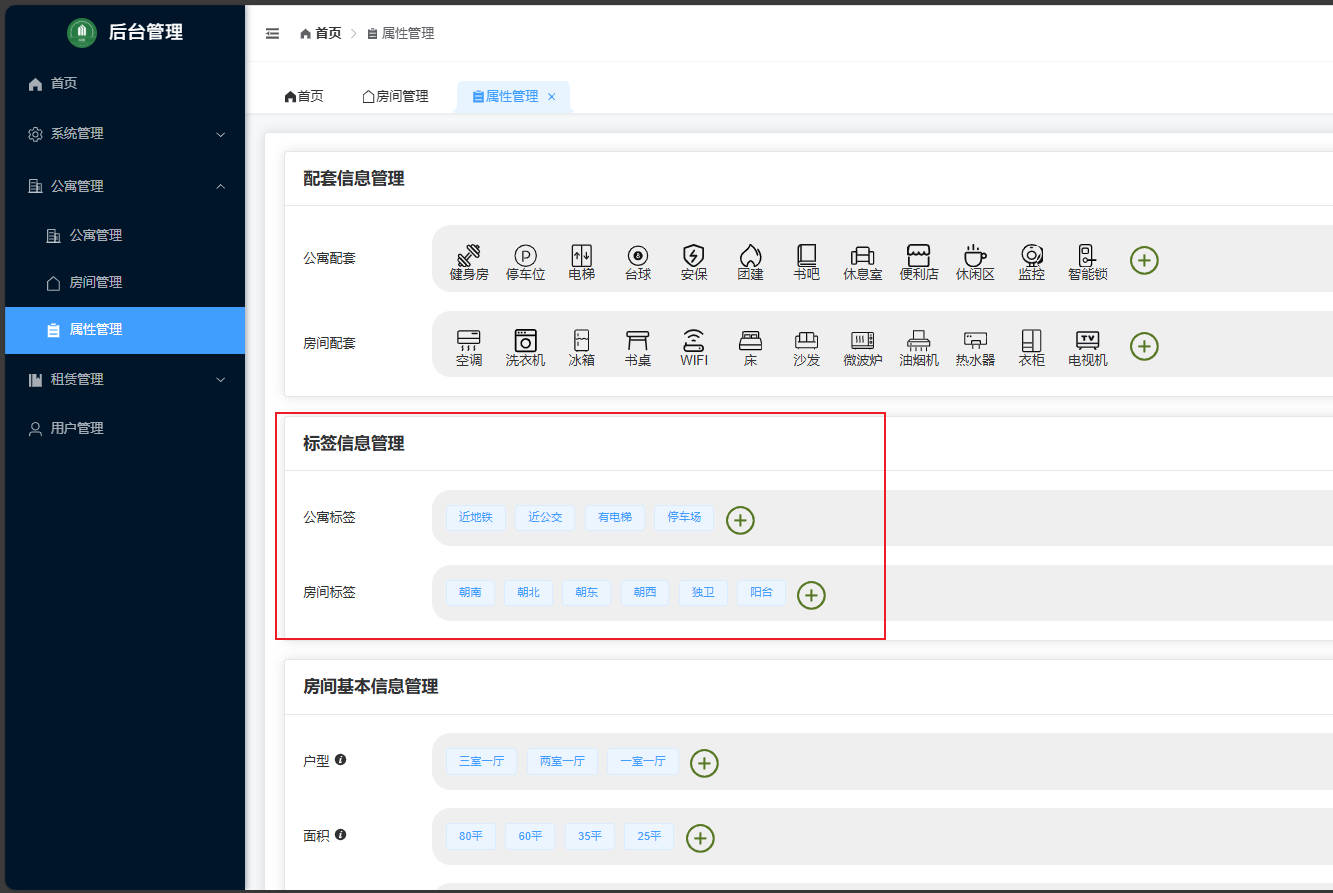 后台管理
首页
系统管理
公寓管理
公寓管理
房间管理
属性管理
租赁管理
用户管理
首页 > 属性管理
首页 房间管理 属性管理 ×
配套信息管理
公寓配套
健身房 停车位 电梯 台球 安保 团建 书吧 休息室 便利店 休闲区 监控 智能锁
房间配套
空调 洗衣机 冰箱 书桌 WIFI 床 沙发 微波炉 油烟机 热水器 衣柜 电视机
标签信息管理
公寓标签 近地铁 近公交 有电梯 停车场
房间标签 朝南 朝北 朝东 朝西 独卫 阳台
房间基本信息管理
户型 三室一厅 两室一厅 一室一厅
面积 80平 60平 35平 25平